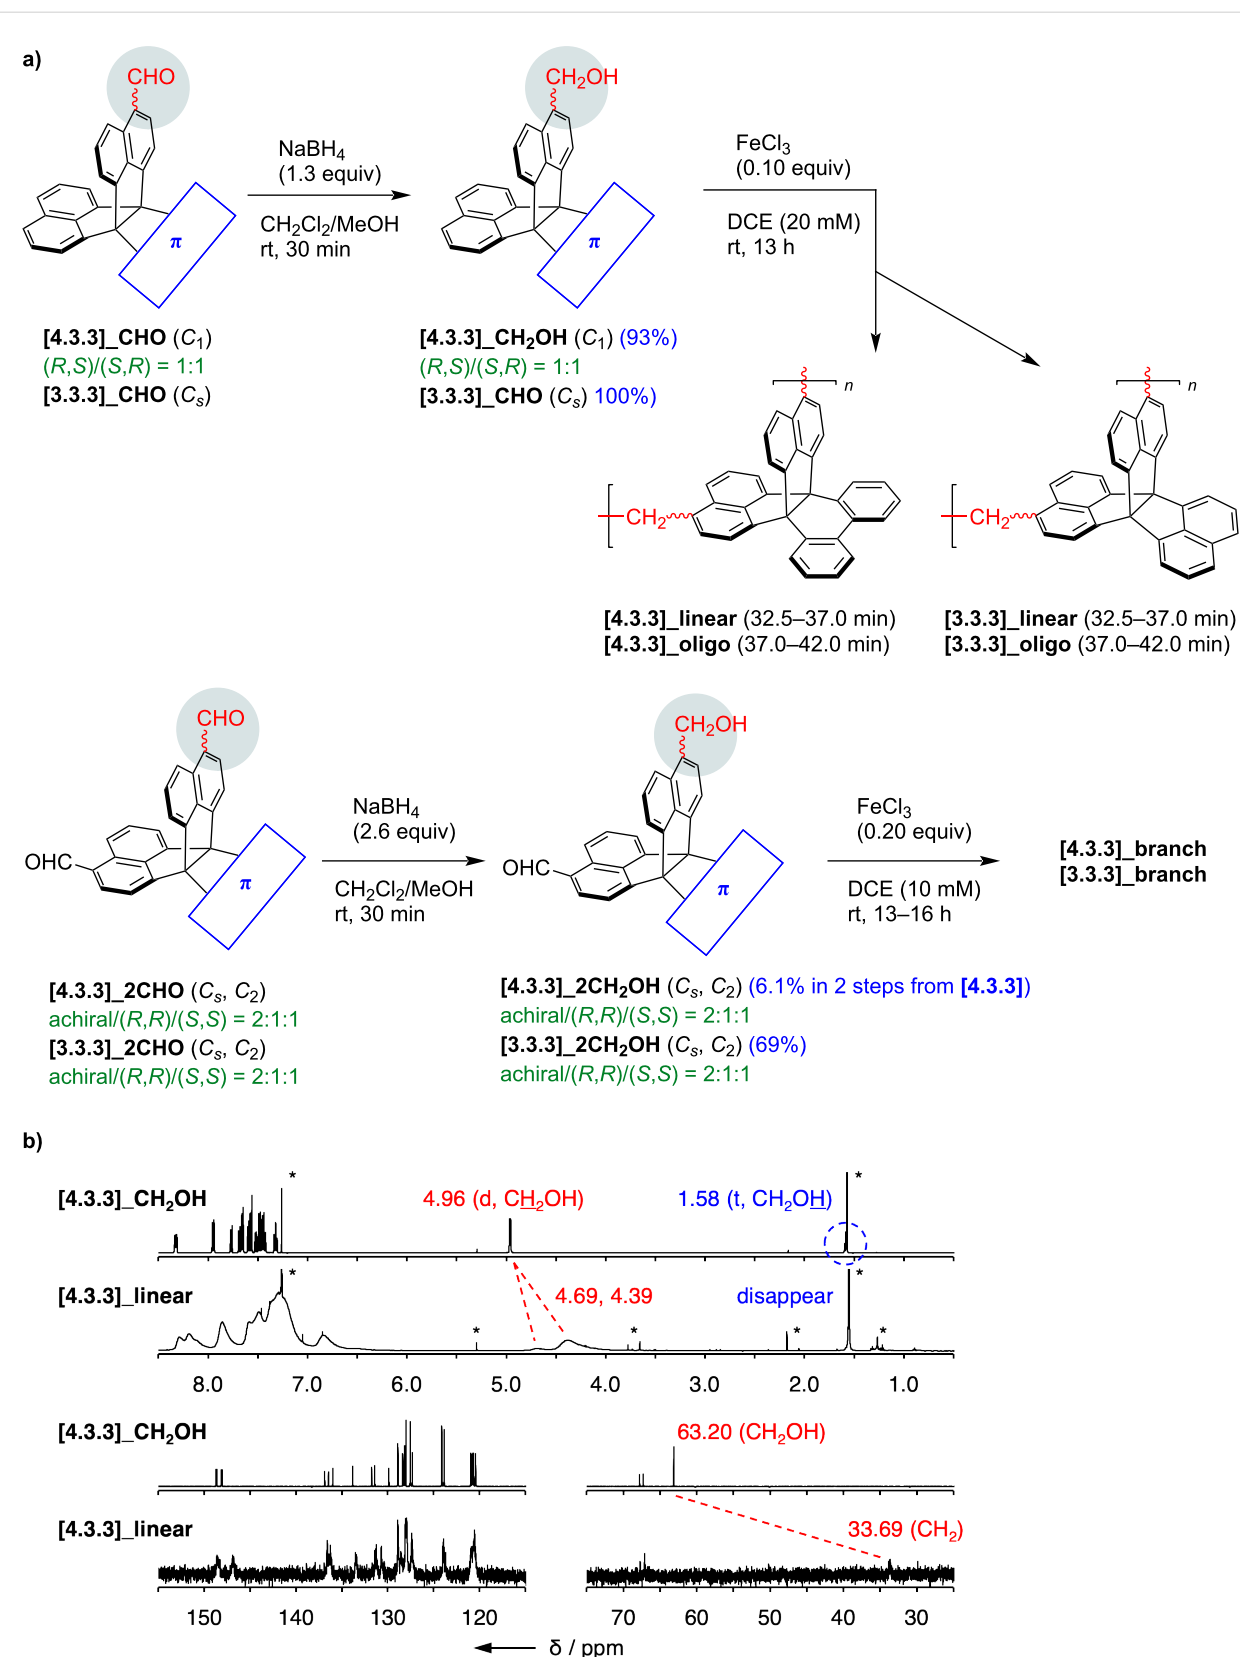 a)
CHO
CH2OH
NaBH4
(1.3 equiv)
CH2Cl2/MeOH
rt, 30 min
FeCl3
(0.10 equiv)
DCE (20 mM)
rt, 13 h
π
π
[4.3.3]_CHO (C1)
(R,S)/(S,R) = 1:1
[3.3.3]_CHO (Cs)
[4.3.3]_CH2OH (C1) (93%)
(R,S)/(S,R) = 1:1
[3.3.3]_CHO (Cs) 100%)
n
n
CH2
CH2
[4.3.3]_linear (32.5–37.0 min)
[4.3.3]_oligo (37.0–42.0 min)
[3.3.3]_linear (32.5–37.0 min)
[3.3.3]_oligo (37.0–42.0 min)
CHO
OHC
π
NaBH4
(2.6 equiv)
CH2Cl2/MeOH
rt, 30 min
CH2OH
OHC
π
FeCl3
(0.20 equiv)
DCE (10 mM)
rt, 13–16 h
[4.3.3]_branch
[3.3.3]_branch
[4.3.3]_2CHO (Cs, C2)
achiral/(R,R)/(S,S) = 2:1:1
[3.3.3]_2CHO (Cs, C2)
achiral/(R,R)/(S,S) = 2:1:1
[4.3.3]_2CH2OH (Cs, C2) (6.1% in 2 steps from [4.3.3])
achiral/(R,R)/(S,S) = 2:1:1
[3.3.3]_2CH2OH (Cs, C2) (69%)
achiral/(R,R)/(S,S) = 2:1:1
b)
[4.3.3]_CH2OH
*
4.96 (d, CH2OH)
1.58 (t, CH2OH)
*
[4.3.3]_linear
*
4.69, 4.39
disappear
*
* * * *
8.0 7.0 6.0 5.0 4.0 3.0 2.0 1.0
[4.3.3]_CH2OH
63.20 (CH2OH)
[4.3.3]_linear
33.69 (CH2)
150 140 130 120 70 60 50 40 30
δ / ppm